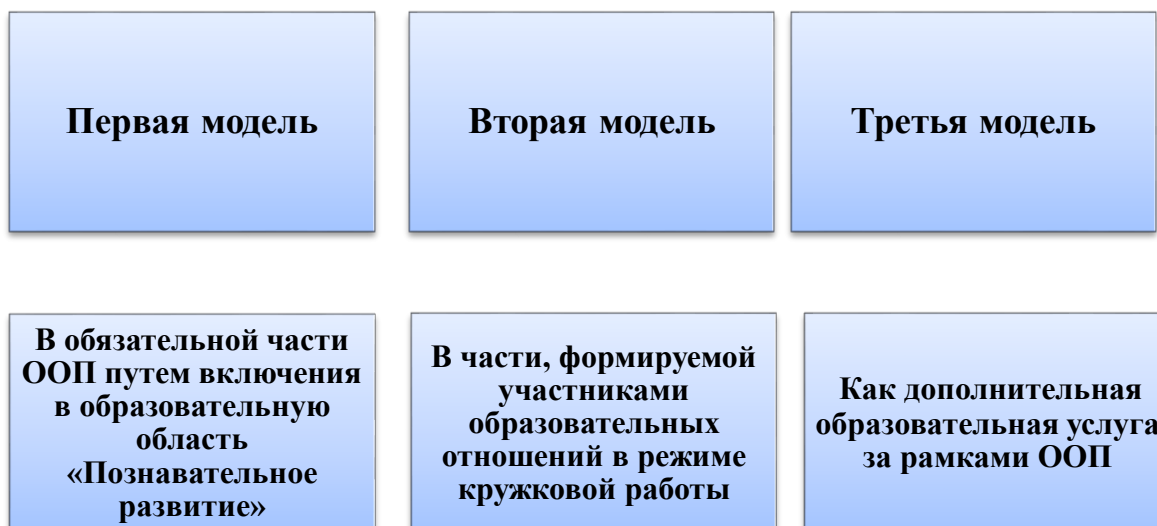 Первая модель
Вторая модель
Третья модель
В обязательной части
ООП путем включения
в образовательную
область
«Познавательное
развитие»
В части, формируемой
участниками
образовательных
отношений в режиме
кружковой работы
Как дополнительная
образовательная услуга
за рамками ООП